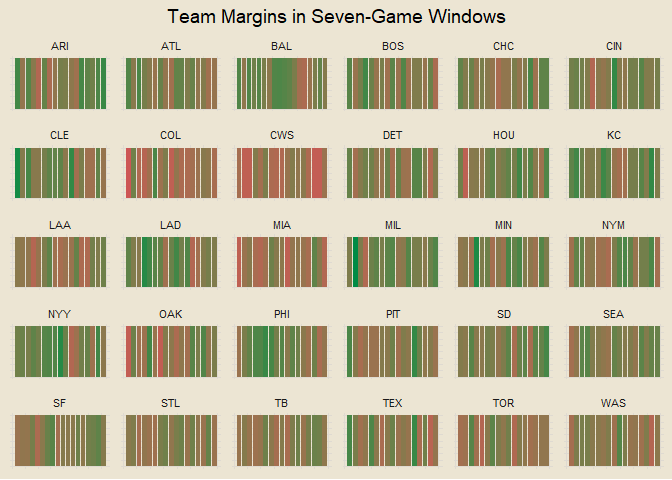 Team Margins in Seven-Game Windows
ARI ATL BAL BOS CHC CIN
CLE COL CWS DET HOU KC
LAA LAD MIA MIL MIN NYM
NYY OAK PHI PIT SD SEA
SF STL TB TEX TOR WAS